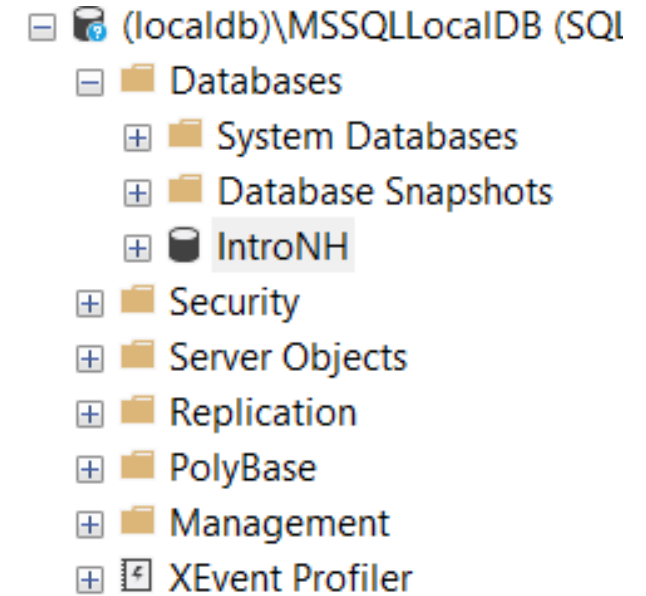 (localdb)\MSSQLLocalDB (SQL
Databases
System Databases
Database Snapshots
IntroNH
Security
Server Objects
Replication
PolyBase
Management
XEvent Profiler